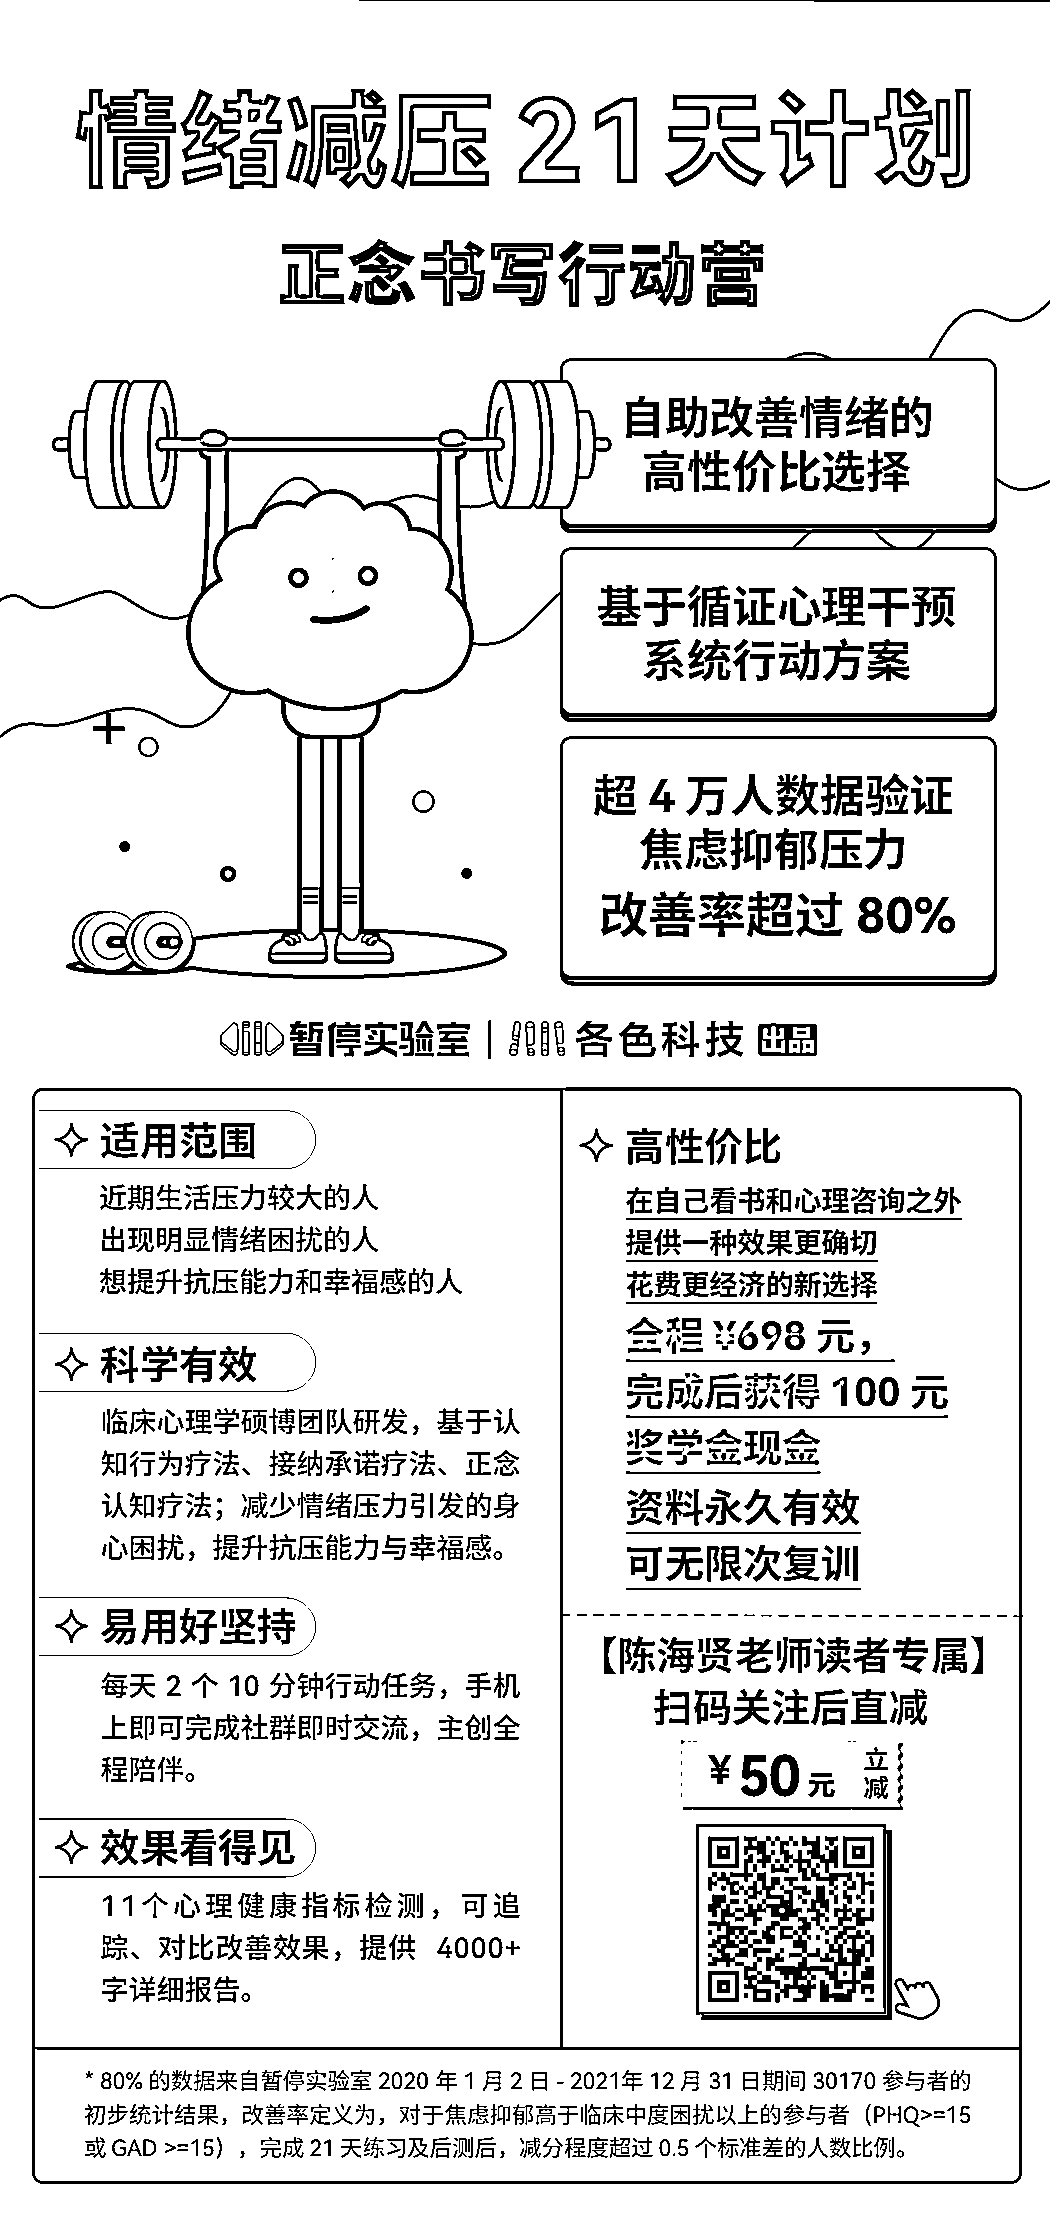 情绪减压 21天计划
正念书写行动营
自助改善情绪的
高性价比选择
基于循证心理干预
系统行动方案
超 4 万人数据验证
焦虑抑郁压力
改善率超过 80%
暂停实验室 | 各色科技 出品
适用范围
近期生活压力较大的人
出现明显情绪困扰的人
想提升抗压能力和幸福感的人
科学有效
临床心理学硕博团队研发，基于认
知行为疗法、接纳承诺疗法、正念
认知疗法；减少情绪压力引发的身
心困扰，提升抗压能力与幸福感。
易用好坚持
每天 2 个 10 分钟行动任务，手机
上即可完成社群即时交流，主创全
程陪伴。
效果看得见
11个心理健康指标检测，可追
踪、对比改善效果，提供 4000+
字详细报告。
高性价比
在自己看书和心理咨询之外
提供一种效果更确切
花费更经济的新选择
全程 ¥698 元，
完成后获得 100 元
奖学金现金
资料永久有效
可无限次复训
【陈海贤老师读者专属】
扫码关注后直减
¥50元 立减
* 80% 的数据来自暂停实验室 2020 年 1 月 2 日 - 2021年 12 月 31 日期间 30170 参与者的
初步统计结果，改善率定义为，对于焦虑抑郁高于临床中度困扰以上的参与者（PHQ>=15
或 GAD >=15），完成 21 天练习及后测后，减分程度超过 0.5 个标准差的人数比例。